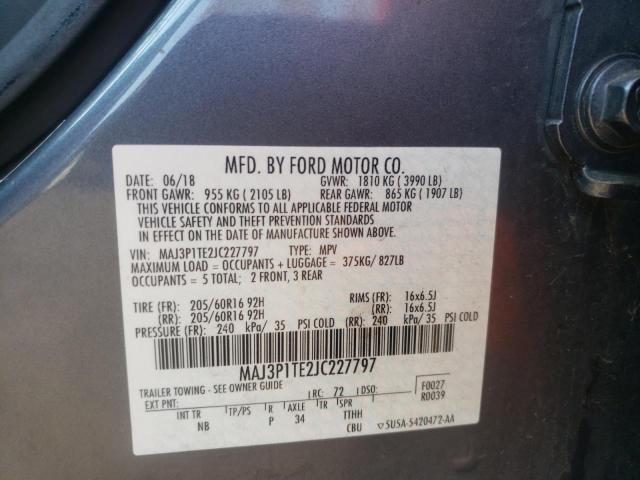 MFD. BY FORD MOTOR CO.
DATE: 06/18 GVWR: 1810 KG ( 3990 LB)
FRONT GAWR: 955 KG ( 2105 LB) REAR GAWR: 865 KG ( 1907 LB)
THIS VEHICLE CONFORMS TO ALL APPLICABLE FEDERAL MOTOR
VEHICLE SAFETY AND THEFT PREVENTION STANDARDS
IN EFFECT ON THE DATE OF MANUFACTURE SHOWN ABOVE.
VIN: MAJ3P1TE2JC227797 TYPE: MPV
MAXIMUM LOAD = OCCUPANTS + LUGGAGE = 375KG/ 827LB
OCCUPANTS = 5 TOTAL; 2 FRONT, 3 REAR
TIRE (FR): 205/60R16 92H RIMS (FR): 16x6.5J
(RR): 205/60R16 92H (RR): 16x6.5J
PRESSURE (FR): 240 kPa/ 35 PSI COLD (RR): 240 kPa/ 35 PSI COLD
MAJ3P1TE2JC227797
TRAILER TOWING - SEE OWNER GUIDE
EXT PNT: RC: 72 DSO: F0027
R0039
INT TR TP/PS R AXLE TR SPR
NB P 34 TTHH
CBU ▽ 5USA-5420472-AA